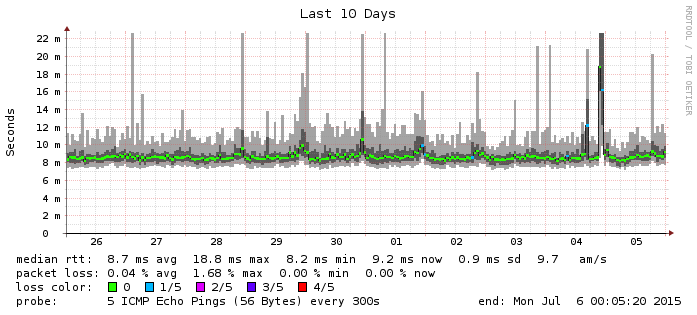 Last 10 Days
RRDTOOL / TOBI OETIKER
Seconds
22 m
20 m
18 m
16 m
14 m
12 m
10 m
8 m
6 m
4 m
2 m
0
26 27 28 29 30 01 02 03 04 05
median rtt: 8.7 ms avg 18.8 ms max 8.2 ms min 9.2 ms now 0.9 ms sd 9.7 am/s
packet loss: 0.04 % avg 1.68 % max 0.00 % min 0.00 % now
loss color: 0 1/5 2/5 3/5 4/5
probe: 5 ICMP Echo Pings (56 Bytes) every 300s end: Mon Jul 6 00:05:20 2015